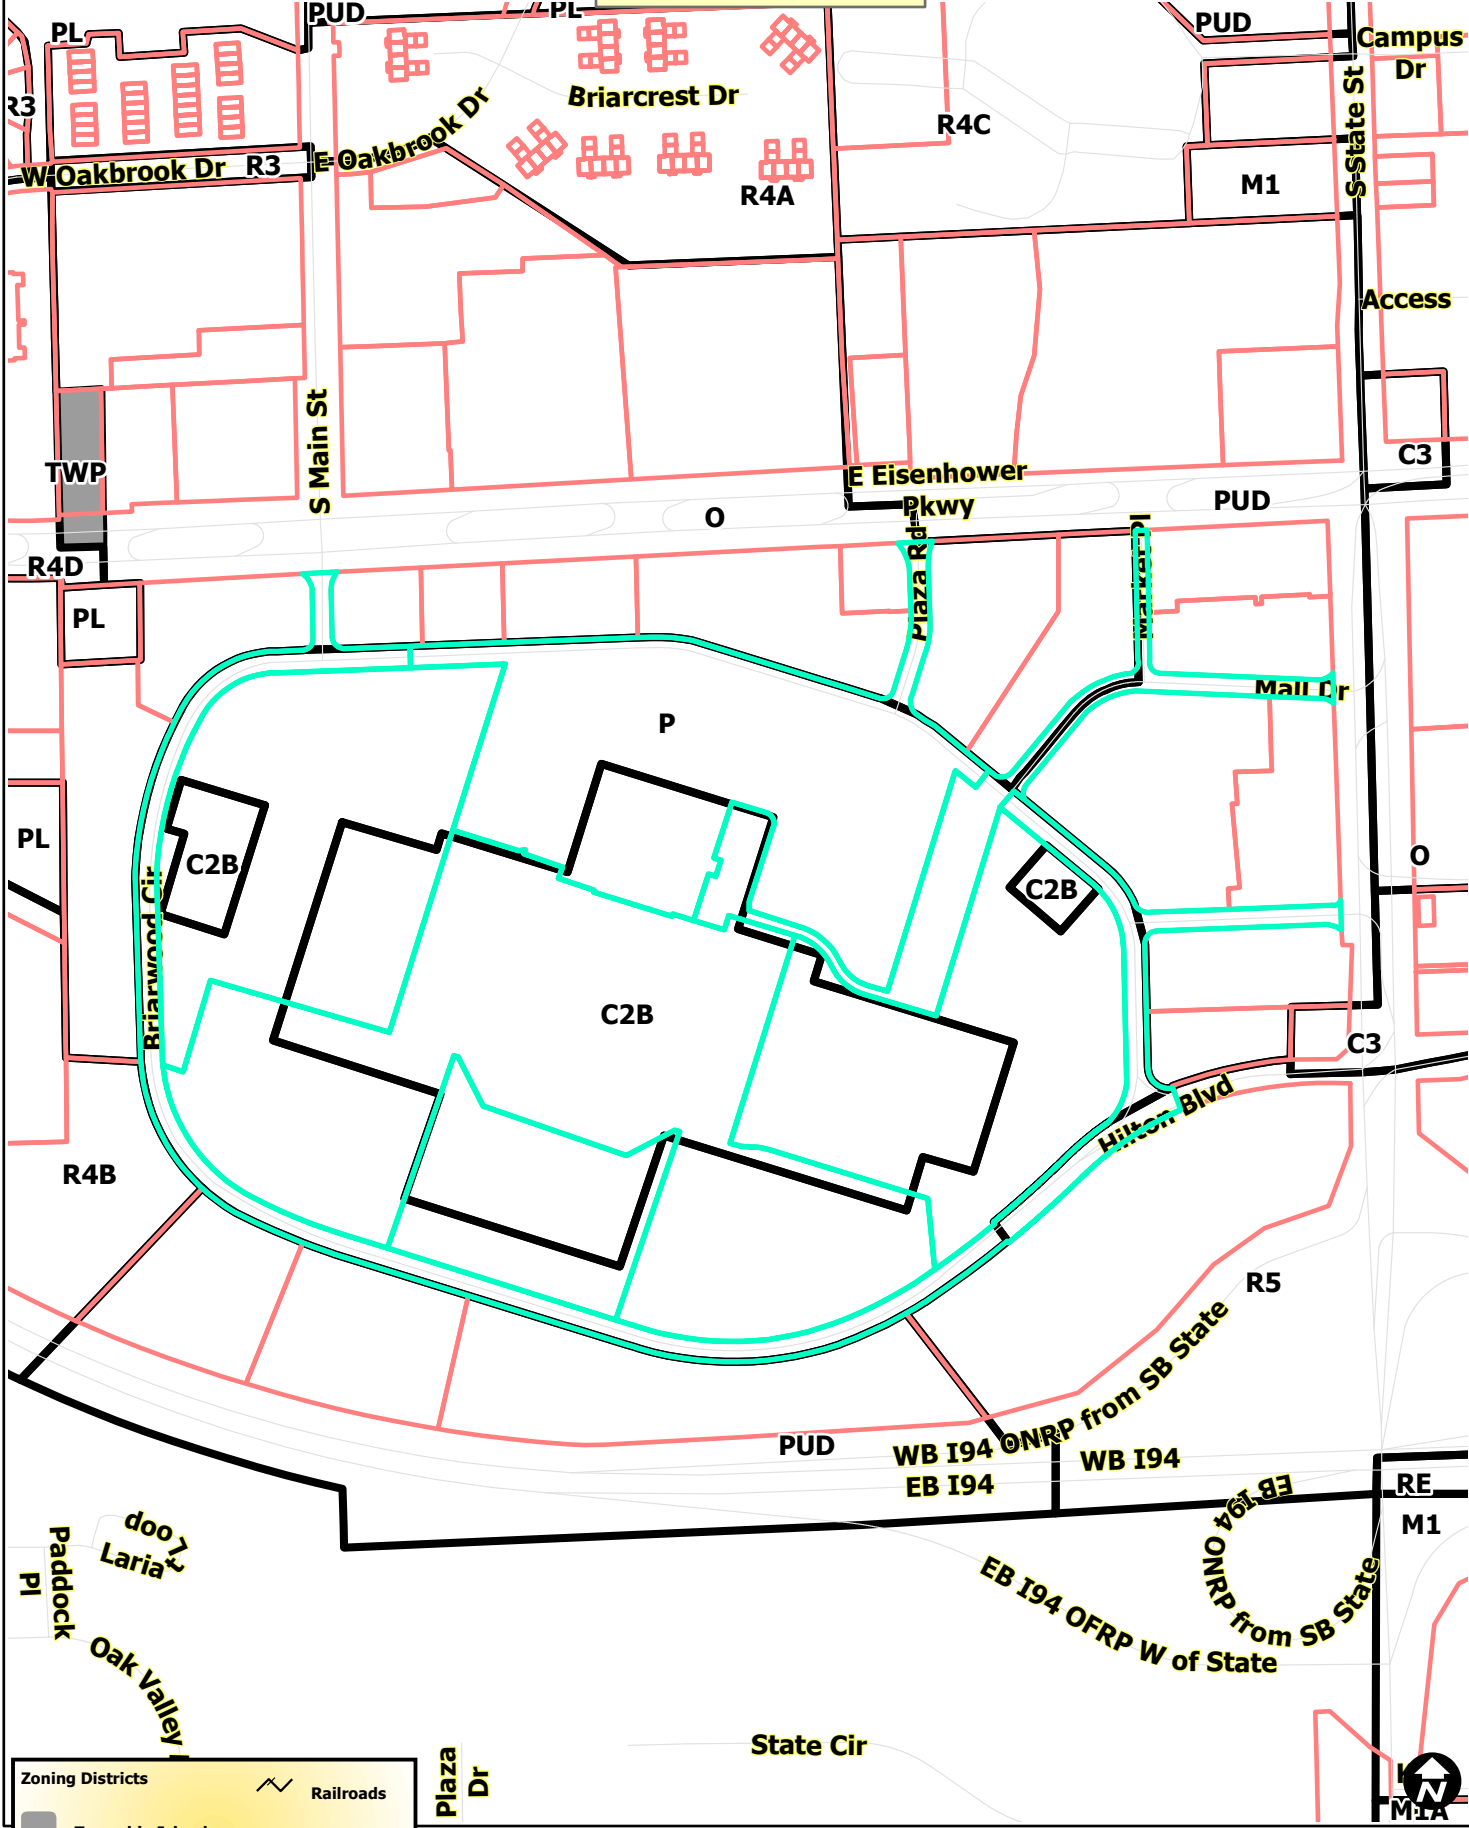 PUD
PL
PL
PUD
Campus
Dr
R3
Briarcrest Dr
E Oakbrook Dr
R4C
S State St
W Oakbrook Dr
R3
R4A
M1
Access
S Main St
TWP
C3
E Eisenhower
Pkwy
PUD
O
R4D
Plaza Rd
Market Pl
PL
Mall Dr
P
PL
C2B
C2B
O
Briarwood Cir
C2B
C3
Hilton Blvd
R4B
R5
PUD
WB I94
ONRP from SB State
WB I94
EB I94
RE
EB I94
ONRP from SB State
M1
Loop
Lariat
Paddock
Pl
EB I94 OFRP W of State
Oak Valley
State Cir
Plaza
Dr
Zoning Districts
Railroads
N
M1A